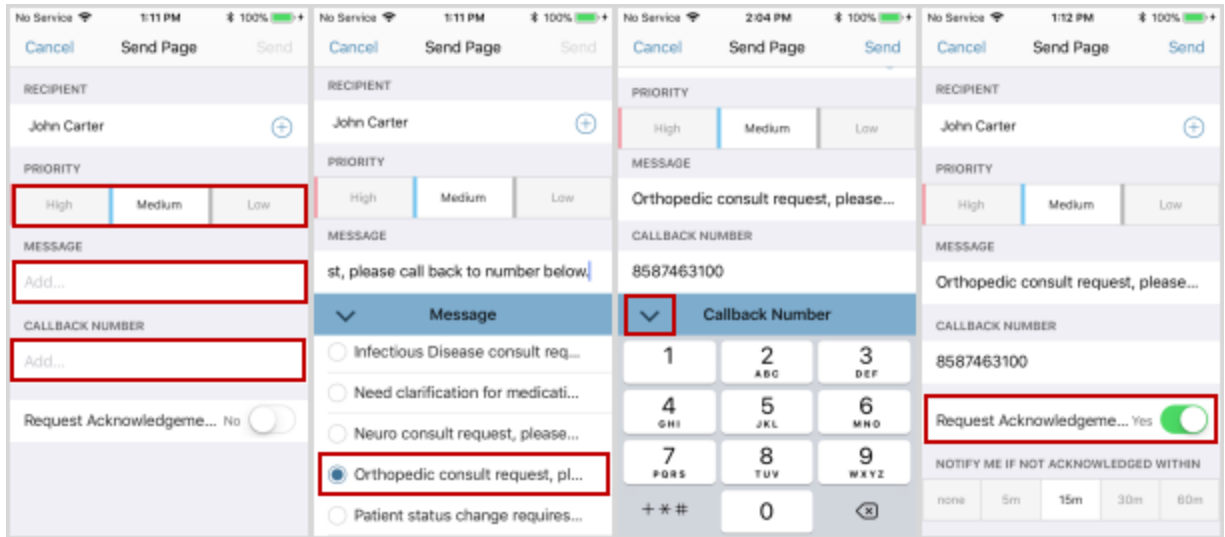 No Service 1:11 PM 100%
Cancel Send Page Send
RECIPIENT
John Carter
PRIORITY
High Medium Low
MESSAGE
Add...
CALLBACK NUMBER
Add...
Request Acknowledgeme... No
No Service 1:11 PM 100%
Cancel Send Page Send
RECIPIENT
John Carter
PRIORITY
High Medium Low
MESSAGE
st, please call back to number below.
Message
Infectious Disease consult req...
Need clarification for medicati...
Neuro consult request, please...
Orthopedic consult request, pl...
Patient status change requires...
No Service 2:04 PM 100%
Cancel Send Page Send
PRIORITY
High Medium Low
MESSAGE
Orthopedic consult request, please...
CALLBACK NUMBER
8587463100
Callback Number
1 2 3
ABC DEF
4 5 6
GHI JKL MNO
7 8 9
PQRS TUV WXYZ
+*# 0
No Service 1:12 PM 100%
Cancel Send Page Send
RECIPIENT
John Carter
PRIORITY
High Medium Low
MESSAGE
Orthopedic consult request, please...
CALLBACK NUMBER
8587463100
Request Acknowledgeme... Yes
NOTIFY ME IF NOT ACKNOWLEDGED WITHIN
none 5m 15m 30m 60m